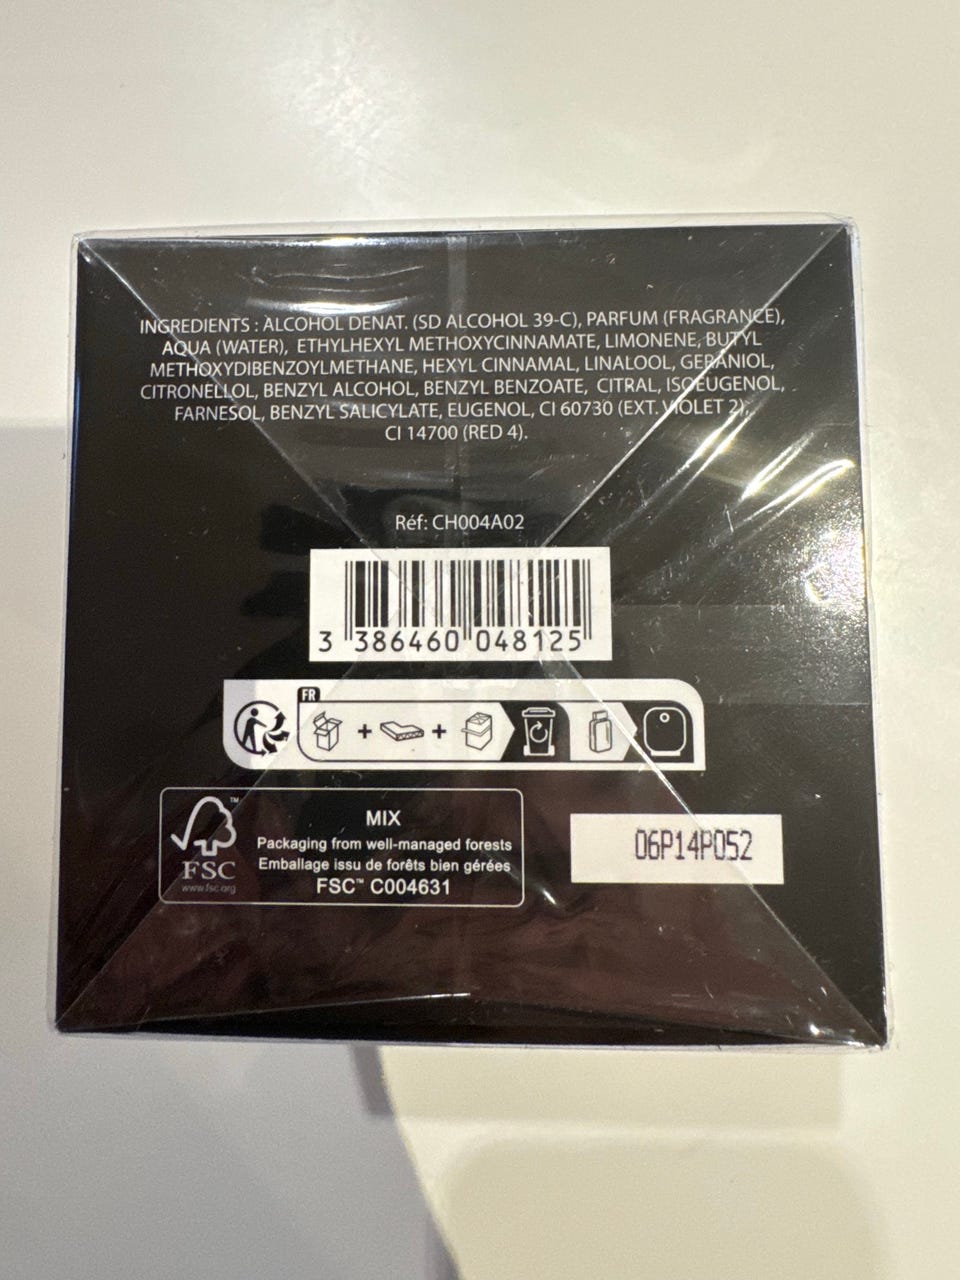 INGREDIENTS : ALCOHOL DENAT. (SD ALCOHOL 39-C), PARFUM (FRAGRANCE),
AQUA (WATER), ETHYLHEXYL METHOXYCINNAMATE, LIMONENE, BUTYL
METHOXYDIBENZOYLMETHANE, HEXYL CINNAMAL, LINALOOL, GERANIOL,
CITRONELLOL, BENZYL ALCOHOL, BENZYL BENZOATE, CITRAL, ISOEUGENOL,
FARNESOL, BENZYL SALICYLATE, EUGENOL, CI 60730 (EXT. VIOLET 2),
CI 14700 (RED 4).
Réf: CH004A02
3 386460 048125
FR
+ +
MIX
Packaging from well-managed forests
Emballage issu de forêts bien gérées
FSC™ C004631
™
FSC
www.fsc.org
06P14P052